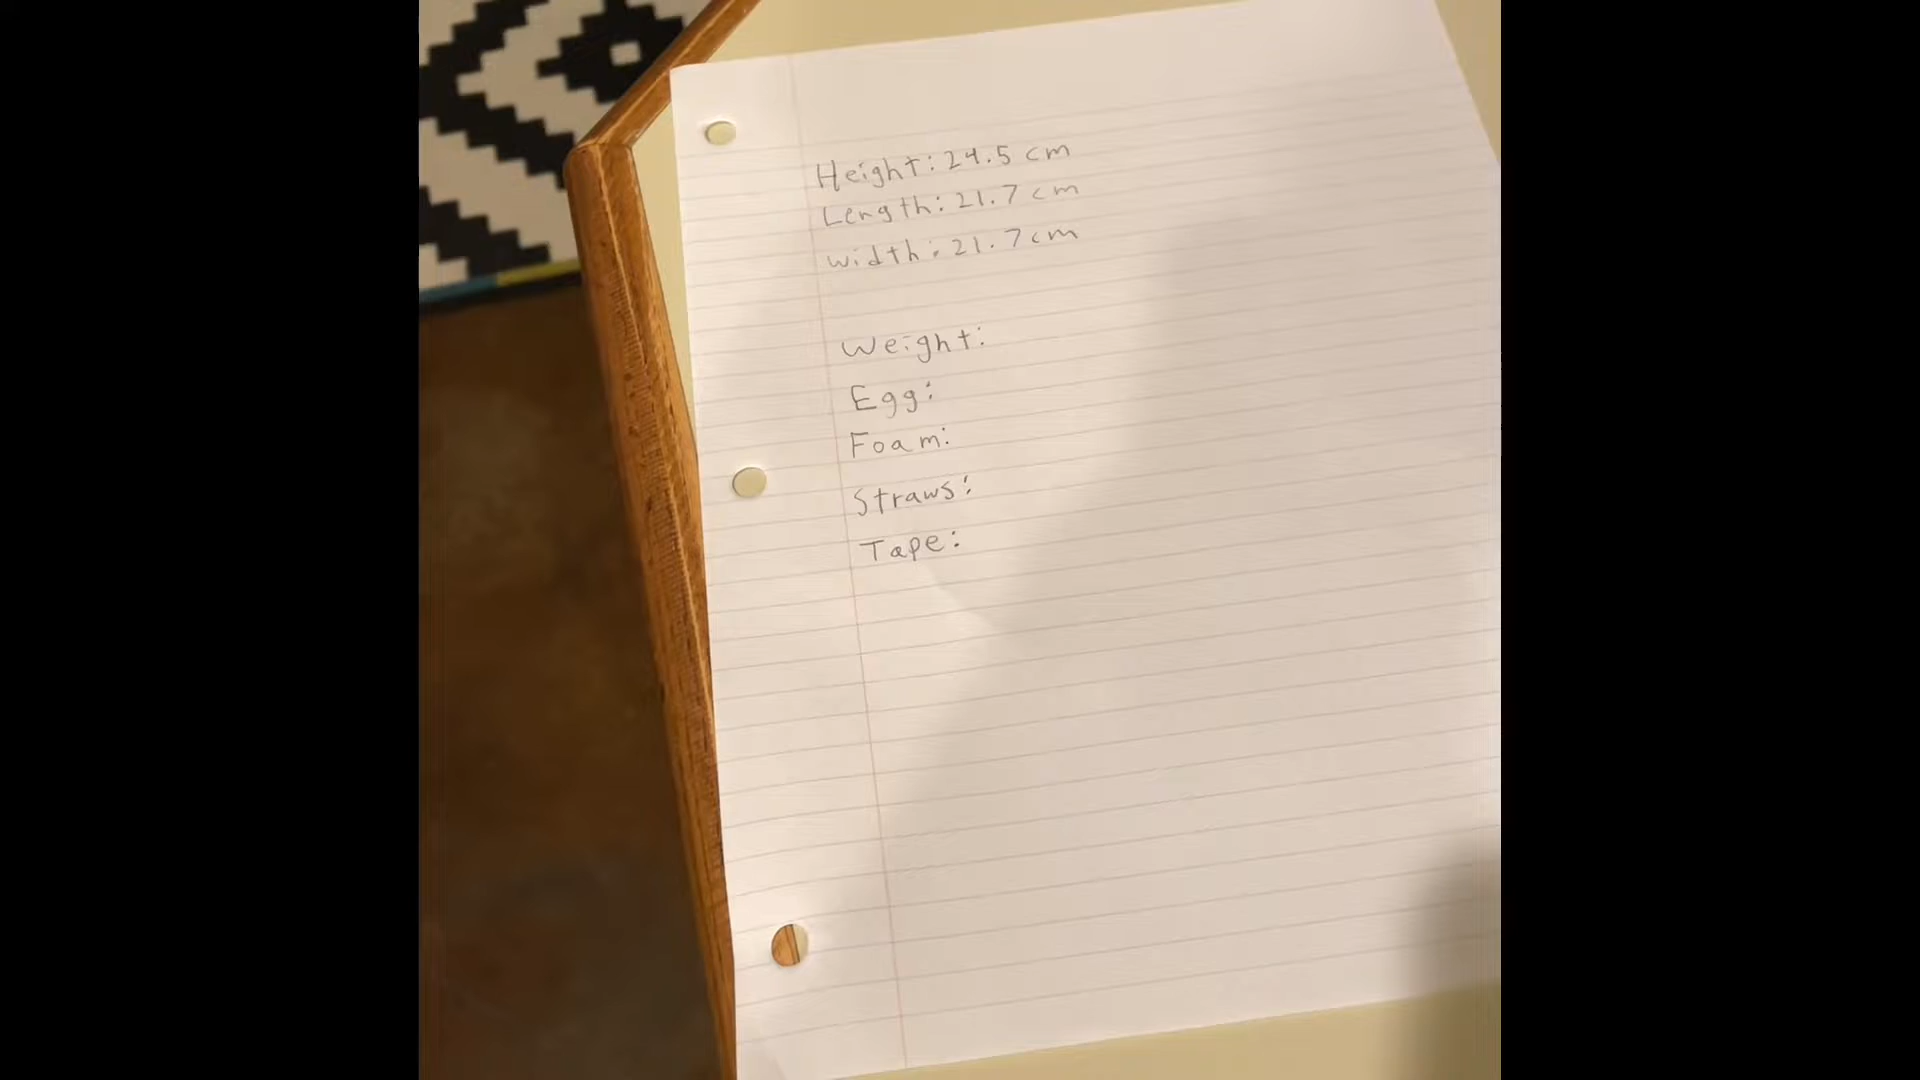 Height: 24.5 cm
Length: 21.7 cm
width: 21.7 cm
Weight:
Egg:
Foam:
Straws:
Tape: